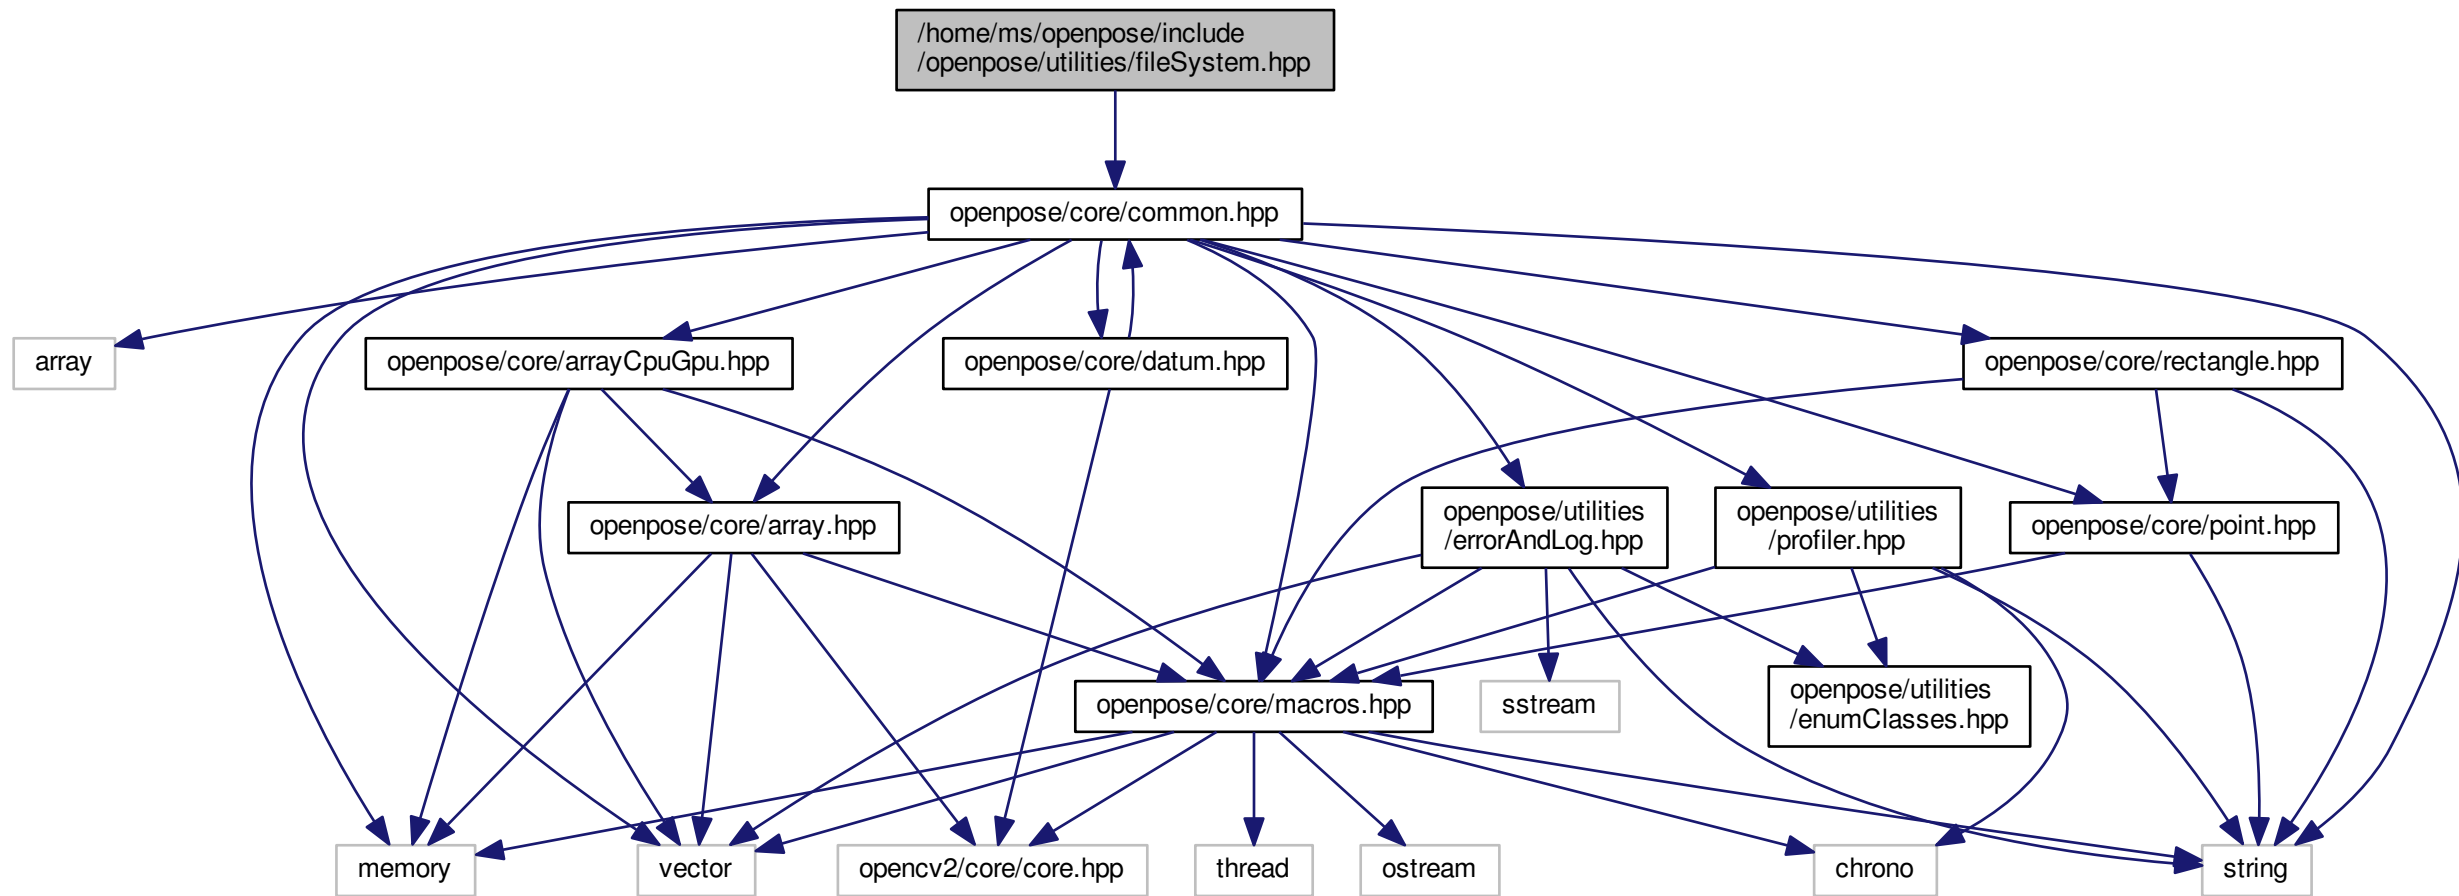 /home/ms/openpose/include
/openpose/utilities/fileSystem.hpp
openpose/core/common.hpp
array
openpose/core/arrayCpuGpu.hpp
openpose/core/datum.hpp
openpose/core/rectangle.hpp
openpose/core/array.hpp
openpose/utilities
/errorAndLog.hpp
openpose/utilities
/profiler.hpp
openpose/core/point.hpp
openpose/core/macros.hpp
sstream
openpose/utilities
/enumClasses.hpp
memory
vector
opencv2/core/core.hpp
thread
ostream
chrono
string